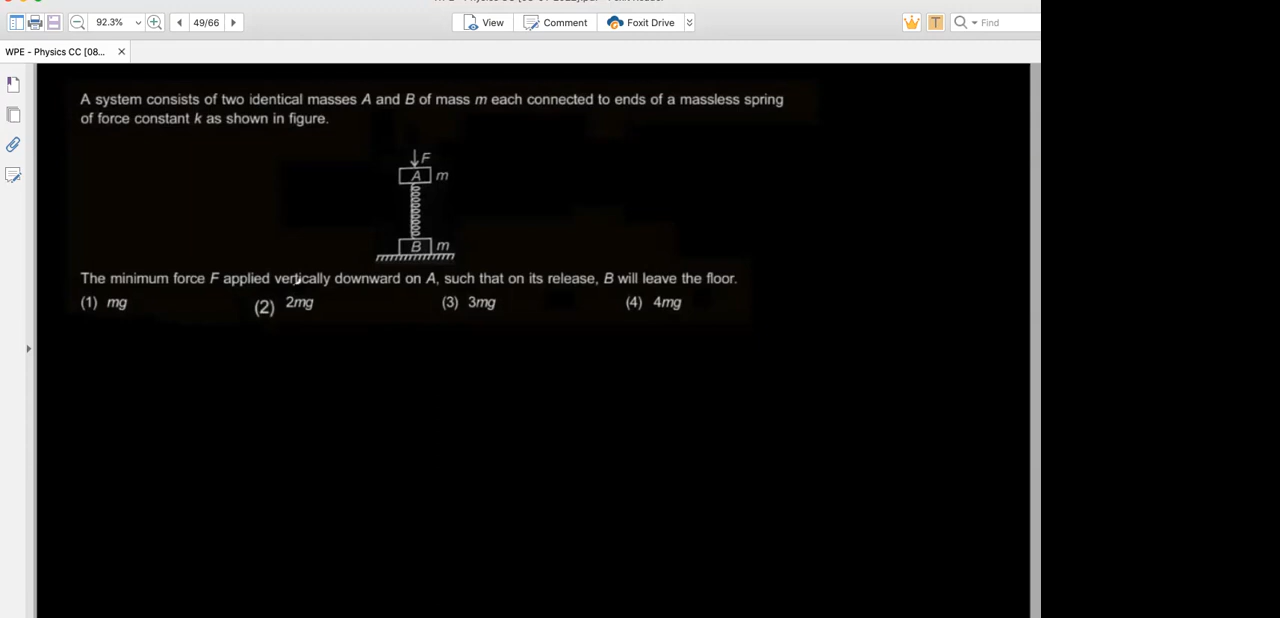 92.3%
49/66
View
Comment
Foxit Drive
T
Find
WPE - Physics CC [08...
A system consists of two identical masses A and B of mass m each connected to ends of a massless spring
of force constant k as shown in figure.
F
A m
B m
The minimum force F applied vertically downward on A, such that on its release, B will leave the floor.
(1) mg (2) 2mg (3) 3mg (4) 4mg